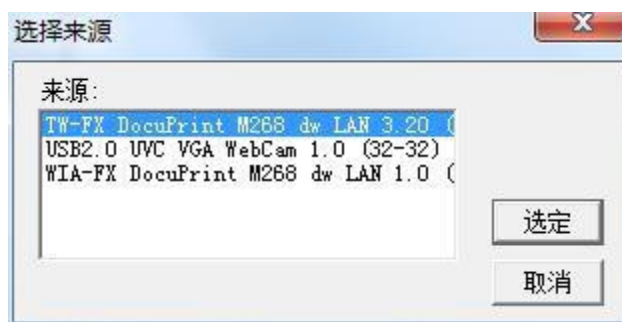 选择来源
来源:
TW-FX DocuPrint M268 dw LAN 3.20 (
USB2.0 UVC VGA WebCam 1.0 (32-32)
WIA-FX DocuPrint M268 dw LAN 1.0 (
选定
取消